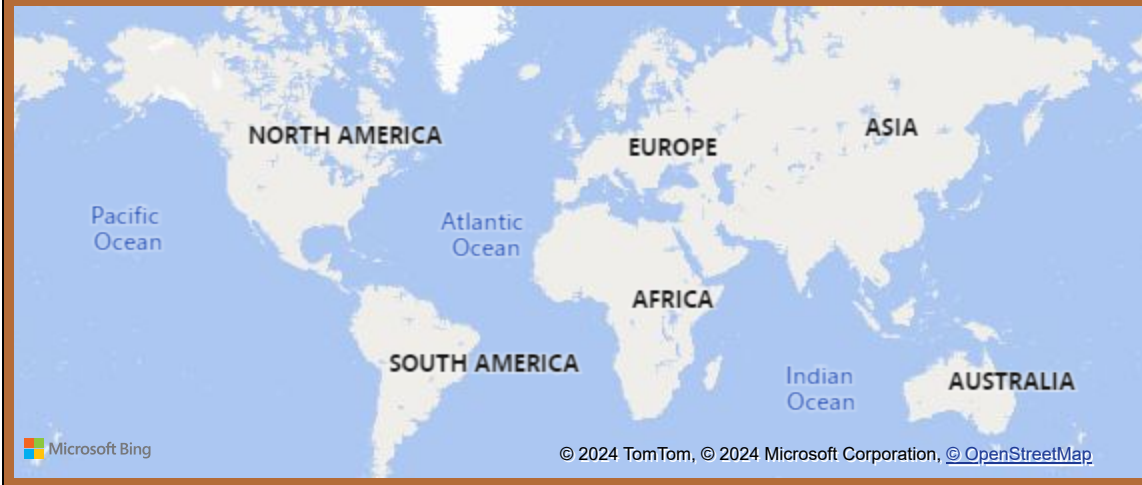 NORTH AMERICA
EUROPE
ASIA
Pacific
Ocean
Atlantic
Ocean
AFRICA
SOUTH AMERICA
Indian
Ocean
AUSTRALIA
Microsoft Bing
© 2024 TomTom, © 2024 Microsoft Corporation, © OpenStreetMap